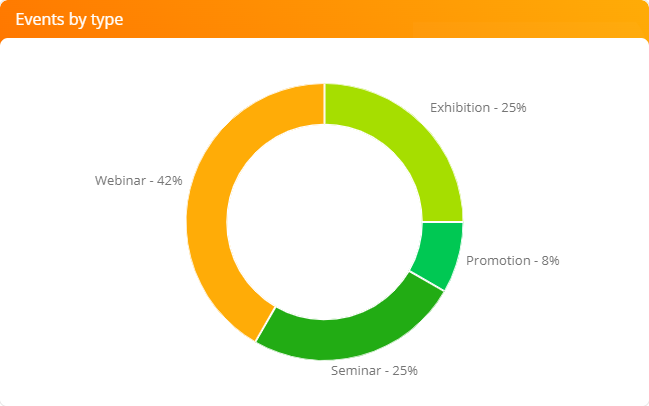 Events by type
Exhibition - 25%
Webinar - 42%
Promotion - 8%
Seminar - 25%